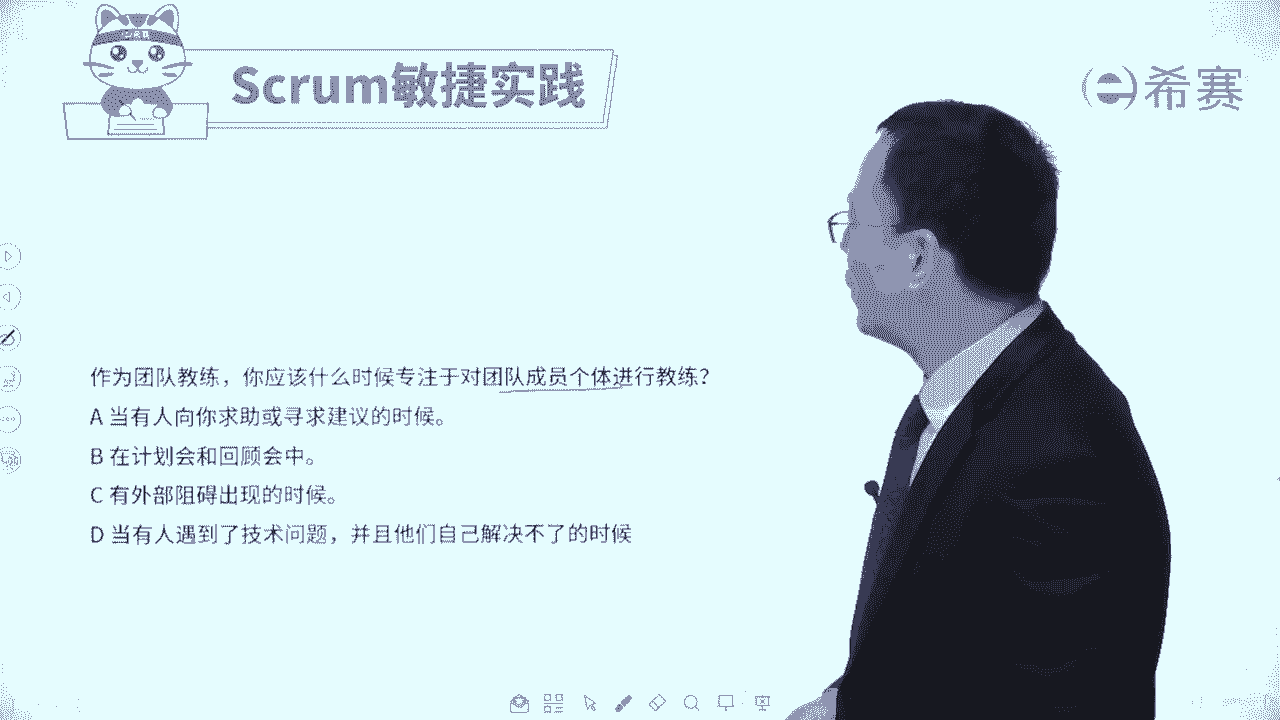 Scrum敏捷实践
希赛
作为团队教练，你应该什么时候专注于对团队成员个体进行教练？
A 当有人向你求助或寻求建议的时候。
B 在计划会和回顾会中。
C 有外部阻碍出现的时候。
D 当有人遇到了技术问题，并且他们自己解决不了的时候